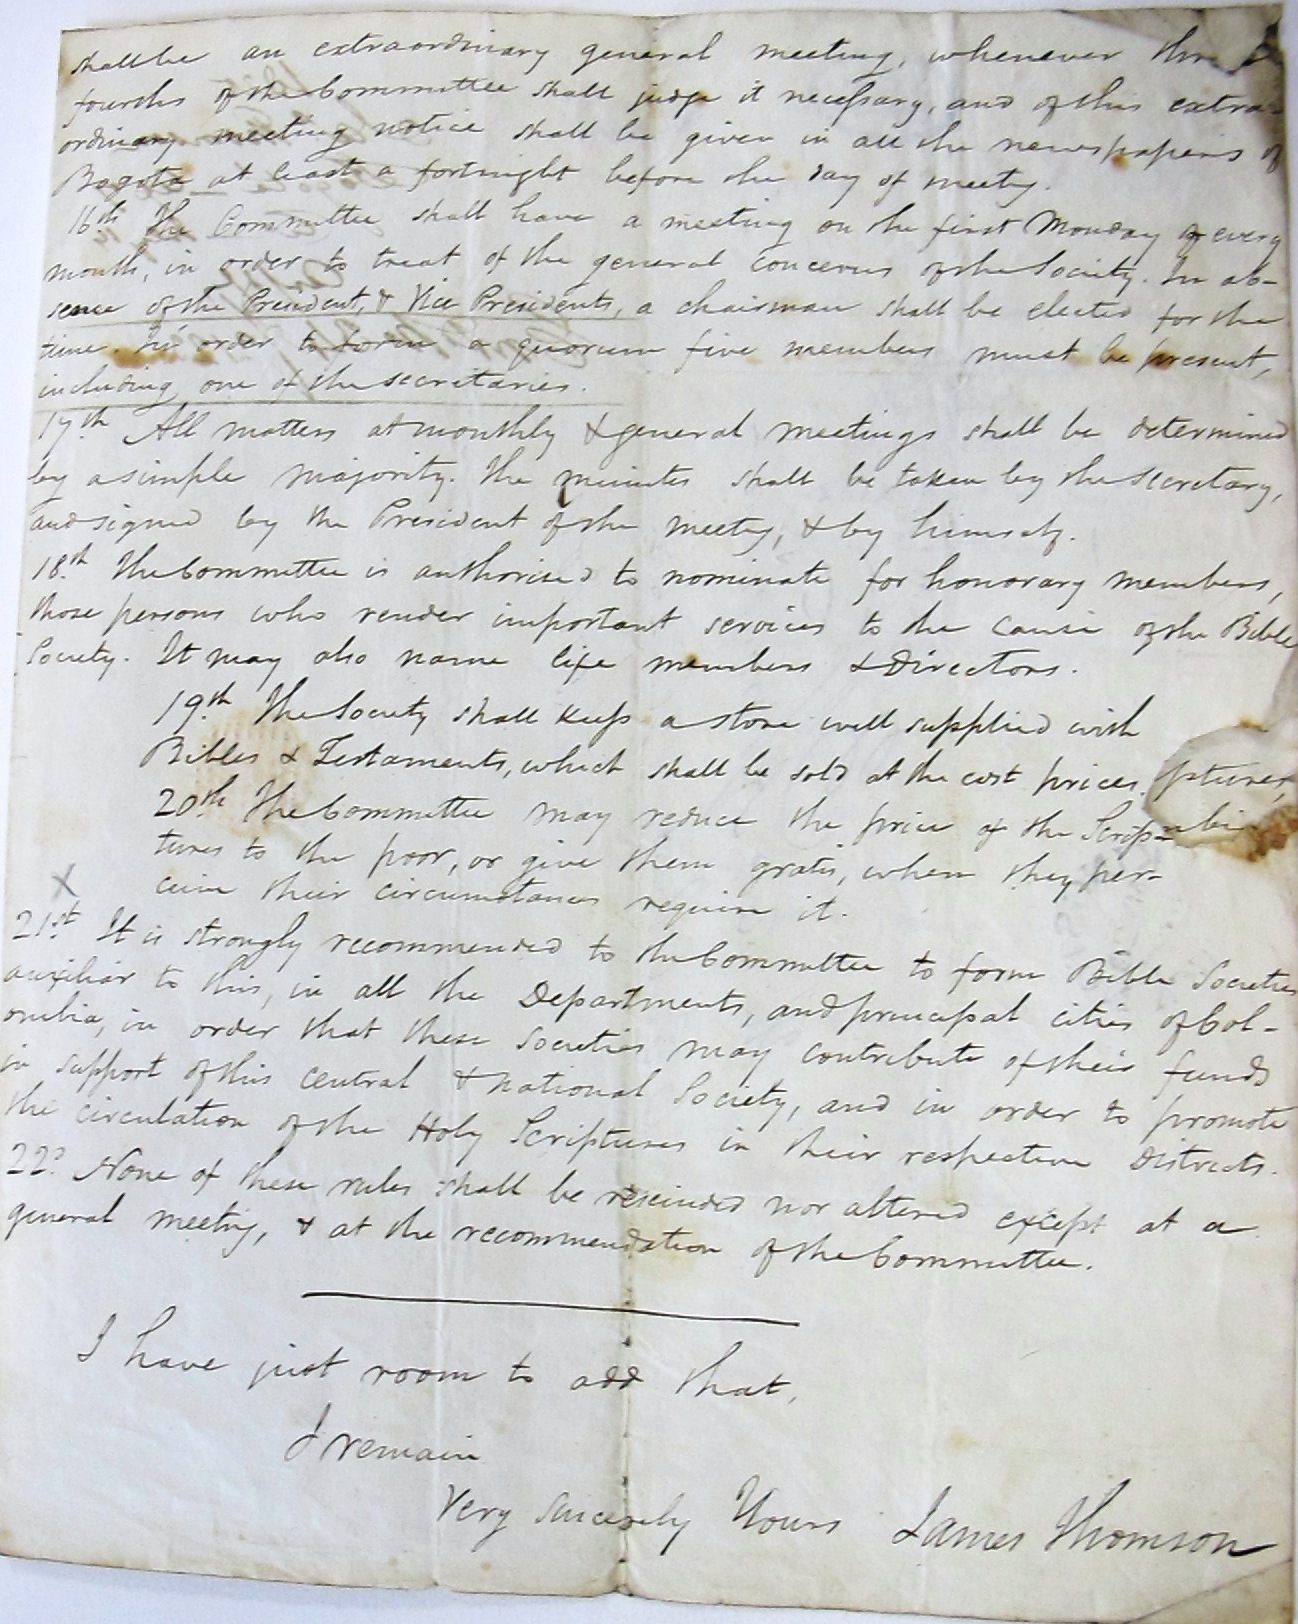 shall be an extraordinary general meeting, whenever three
fourths of the Committee shall judge it necessary, and of this extra-
ordinary meeting notice shall be given in all the newspapers of
Bogota at least a fortnight before the day of meetg.
16th. The Committee shall have a meeting on the first Monday of every
month, in order to treat of the general concerns of the Society. In ab-
sence of the President, & Vice Presidents, a chairman shall be elected for the
time. In order to form a quorum five members must be present,
including one of the secretaries.
17th All matters at monthly & general meetings shall be determined
by a simple majority. The minutes shall be taken by the Secretary,
and signed by the President of the meetg, & by himself.
18th. The Committee is authorised to nominate for honorary members,
those persons who render important services to the cause of the Bible
Society. It may also name life members & Directors.
19th The Society shall keep a store well supplied with
Bibles & Testaments, which shall be sold at the cost prices.
20th The Committee may reduce the price of the Scrip-
tures to the poor, or give them gratis, when they per-
ceive their circumstances require it.
X
21st. It is strongly recommended to the Committee to form Bible Societies
auxiliar to this, in all the Departments, and principal cities of Col-
ombia, in order that these societies may contribute of their funds
in support of this central & national Society, and in order to promote
the circulation of the Holy Scriptures in their respective districts.
22d None of these rules shall be rescinded nor altered except at a
general meetig, & at the recommendation of the Committee.
I have just room to add that,
I remain
Very Sincerely Yours James Thomson